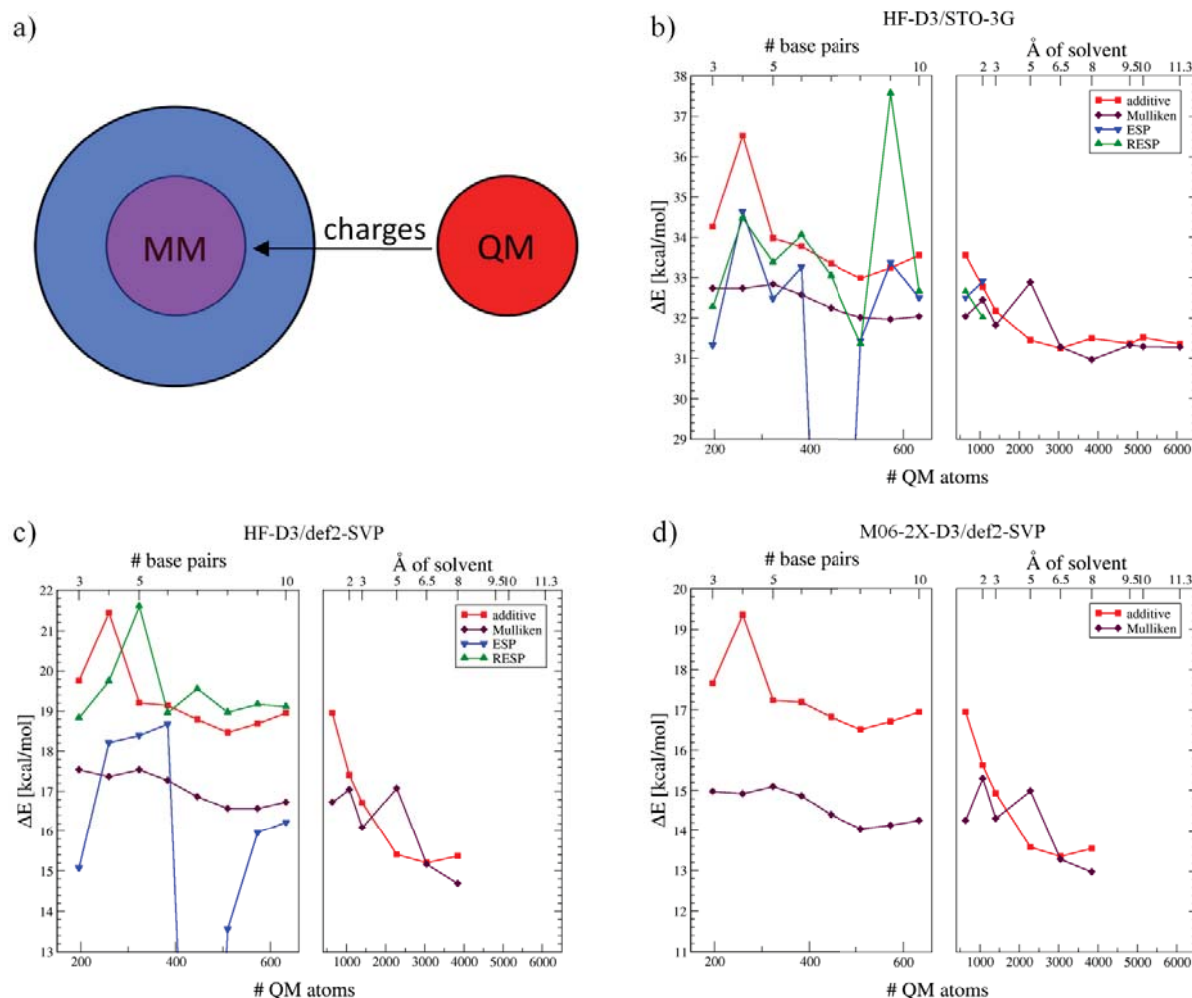 a)
MM
charges
QM
b)
HF-D3/STO-3G
# base pairs
Å of solvent
3 5 10
2 3 5 6.5 8 9.5 10 11.3
38
37
36
35
34
33
32
31
30
29
ΔE [kcal/mol]
additive
Mulliken
ESP
RESP
200 400 600
1000 2000 3000 4000 5000 6000
# QM atoms
# QM atoms
c)
HF-D3/def2-SVP
# base pairs
Å of solvent
3 5 10
2 3 5 6.5 8 9.5 10 11.3
22
21
20
19
18
17
16
15
14
13
ΔE [kcal/mol]
additive
Mulliken
ESP
RESP
200 400 600
1000 2000 3000 4000 5000 6000
# QM atoms
# QM atoms
d)
M06-2X-D3/def2-SVP
# base pairs
Å of solvent
3 5 10
2 3 5 6.5 8 9.5 10 11.3
20
19
18
17
16
15
14
13
12
11
ΔE [kcal/mol]
additive
Mulliken
200 400 600
1000 2000 3000 4000 5000 6000
# QM atoms
# QM atoms